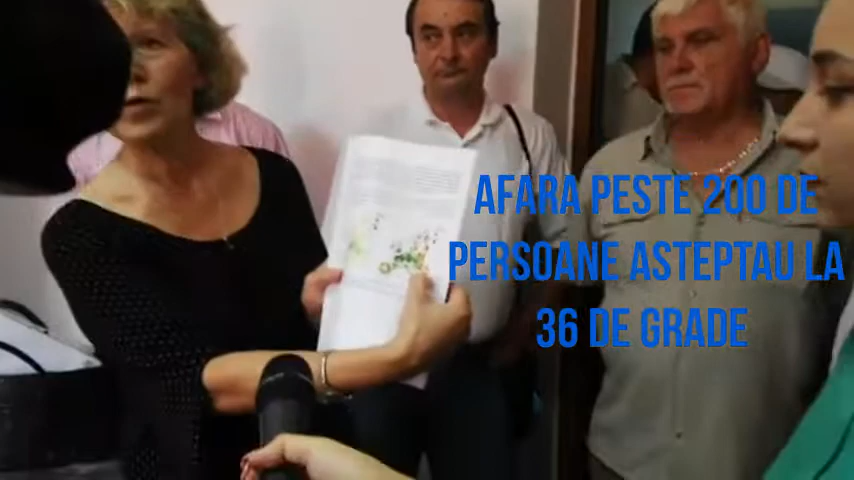 AFARA PESTE 200 DE
PERSOANE ASTEPTAU LA
36 DE GRADE